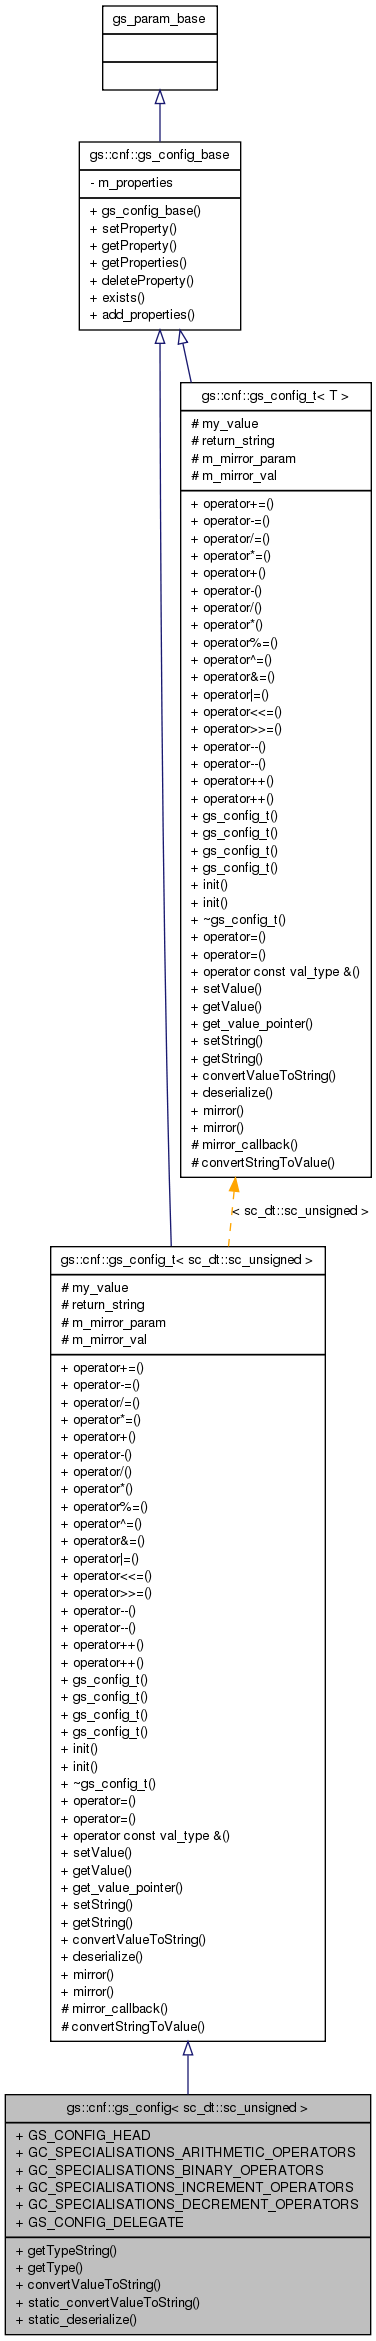 gs_param_base
gs::cnf::gs_config_base
- m_properties
+ gs_config_base()
+ setProperty()
+ getProperty()
+ getProperties()
+ deleteProperty()
+ exists()
+ add_properties()
gs::cnf::gs_config_t< T >
# my_value
# return_string
# m_mirror_param
# m_mirror_val
+ operator+=()
+ operator-=()
+ operator/=()
+ operator*=()
+ operator+()
+ operator-()
+ operator/()
+ operator*()
+ operator%=()
+ operator^=()
+ operator&=()
+ operator|=()
+ operator<<=()
+ operator>>=()
+ operator--()
+ operator--()
+ operator++()
+ operator++()
+ gs_config_t()
+ gs_config_t()
+ gs_config_t()
+ gs_config_t()
+ init()
+ init()
+ ~gs_config_t()
+ operator=()
+ operator=()
+ operator const val_type &()
+ setValue()
+ getValue()
+ get_value_pointer()
+ setString()
+ getString()
+ convertValueToString()
+ deserialize()
+ mirror()
+ mirror()
# mirror_callback()
# convertStringToValue()
< sc_dt::sc_unsigned >
gs::cnf::gs_config_t< sc_dt::sc_unsigned >
# my_value
# return_string
# m_mirror_param
# m_mirror_val
+ operator+=()
+ operator-=()
+ operator/=()
+ operator*=()
+ operator+()
+ operator-()
+ operator/()
+ operator*()
+ operator%=()
+ operator^=()
+ operator&=()
+ operator|=()
+ operator<<=()
+ operator>>=()
+ operator--()
+ operator--()
+ operator++()
+ operator++()
+ gs_config_t()
+ gs_config_t()
+ gs_config_t()
+ gs_config_t()
+ init()
+ init()
+ ~gs_config_t()
+ operator=()
+ operator=()
+ operator const val_type &()
+ setValue()
+ getValue()
+ get_value_pointer()
+ setString()
+ getString()
+ convertValueToString()
+ deserialize()
+ mirror()
+ mirror()
# mirror_callback()
# convertStringToValue()
gs::cnf::gs_config< sc_dt::sc_unsigned >
+ GS_CONFIG_HEAD
+ GC_SPECIALISATIONS_ARITHMETIC_OPERATORS
+ GC_SPECIALISATIONS_BINARY_OPERATORS
+ GC_SPECIALISATIONS_INCREMENT_OPERATORS
+ GC_SPECIALISATIONS_DECREMENT_OPERATORS
+ GS_CONFIG_DELEGATE
+ getTypeString()
+ getType()
+ convertValueToString()
+ static_convertValueToString()
+ static_deserialize()